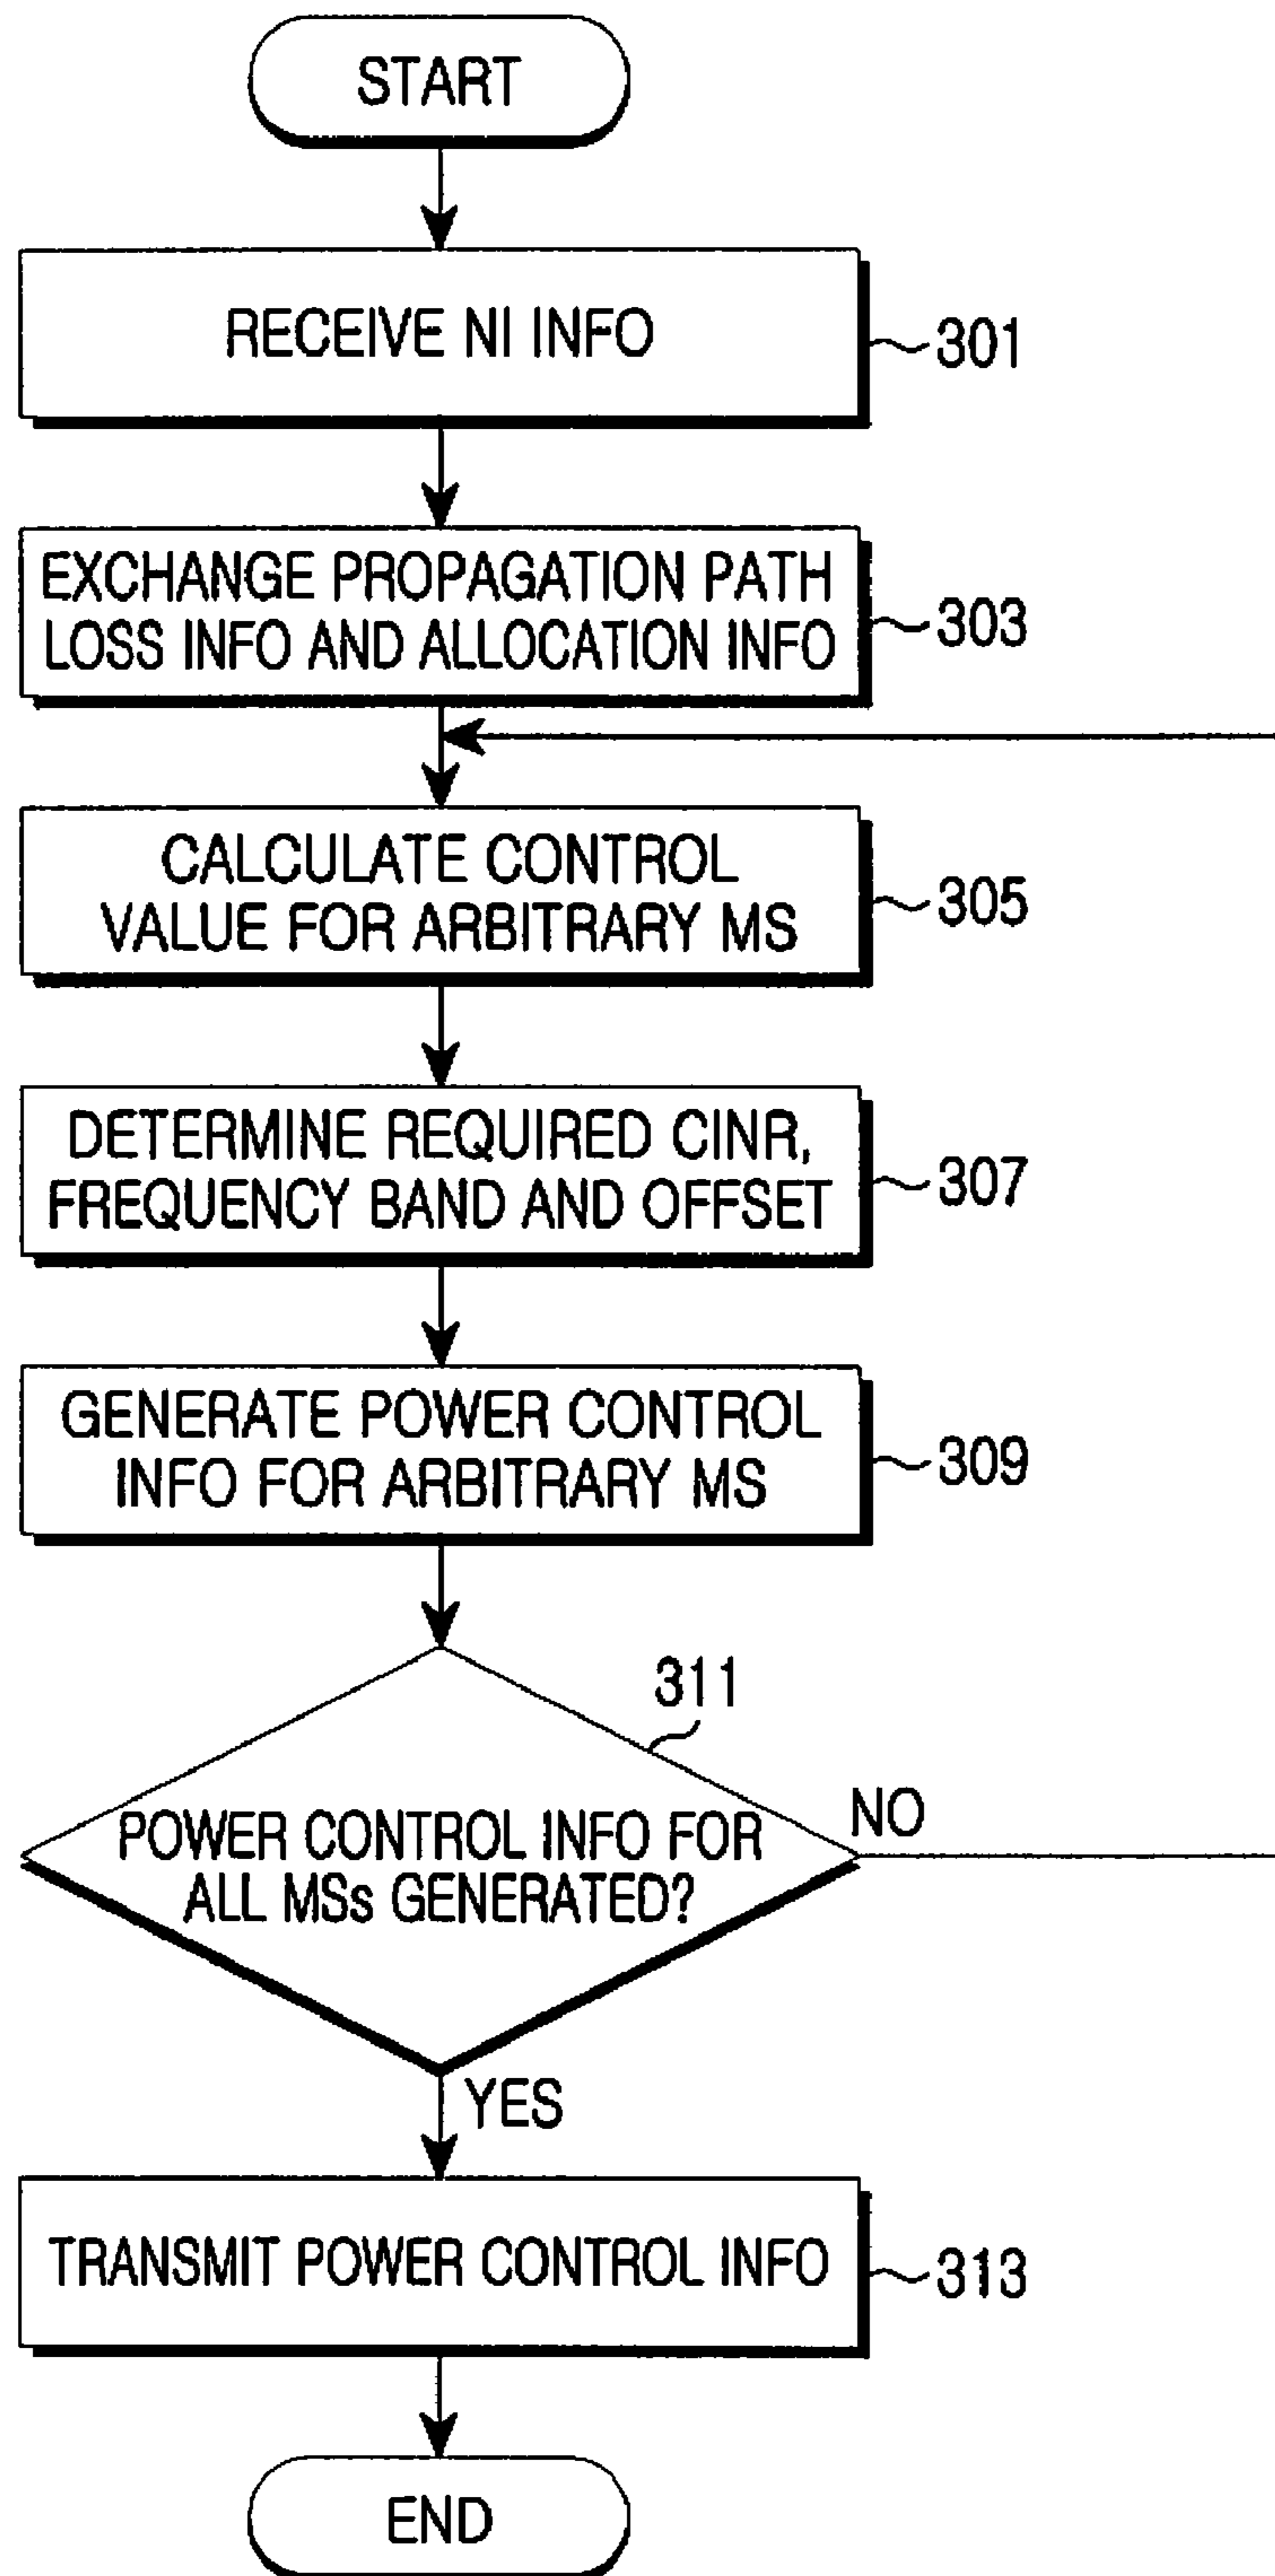 START
RECEIVE NI INFO
301
EXCHANGE PROPAGATION PATH
LOSS INFO AND ALLOCATION INFO
303
CALCULATE CONTROL
VALUE FOR ARBITRARY MS
305
DETERMINE REQUIRED CINR,
FREQUENCY BAND AND OFFSET
307
GENERATE POWER CONTROL
INFO FOR ARBITRARY MS
309
311
POWER CONTROL INFO FOR
ALL MSs GENERATED?
NO
YES
TRANSMIT POWER CONTROL INFO
313
END